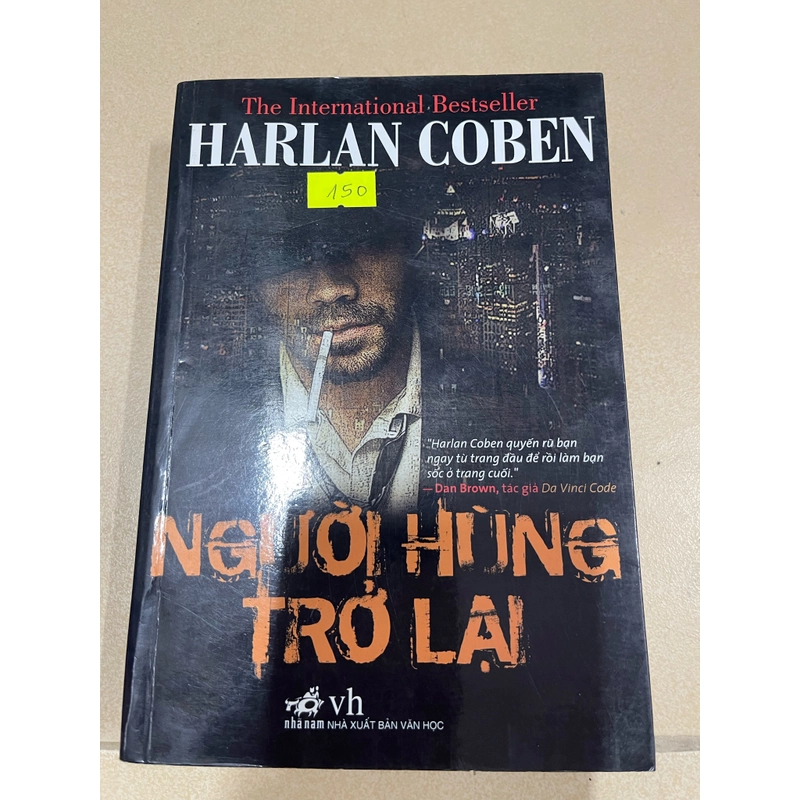 The International Bestseller
HARLAN COBEN
150
"Harlan Coben quyến rũ bạn
ngay từ trang đầu để rồi làm bạn
sốc ở trang cuối."
—Dan Brown, tác giả Da Vinci Code
NGƯỜI HÙNG
TRỞ LẠI
vh
nhã nam NHÀ XUẤT BẢN VĂN HỌC